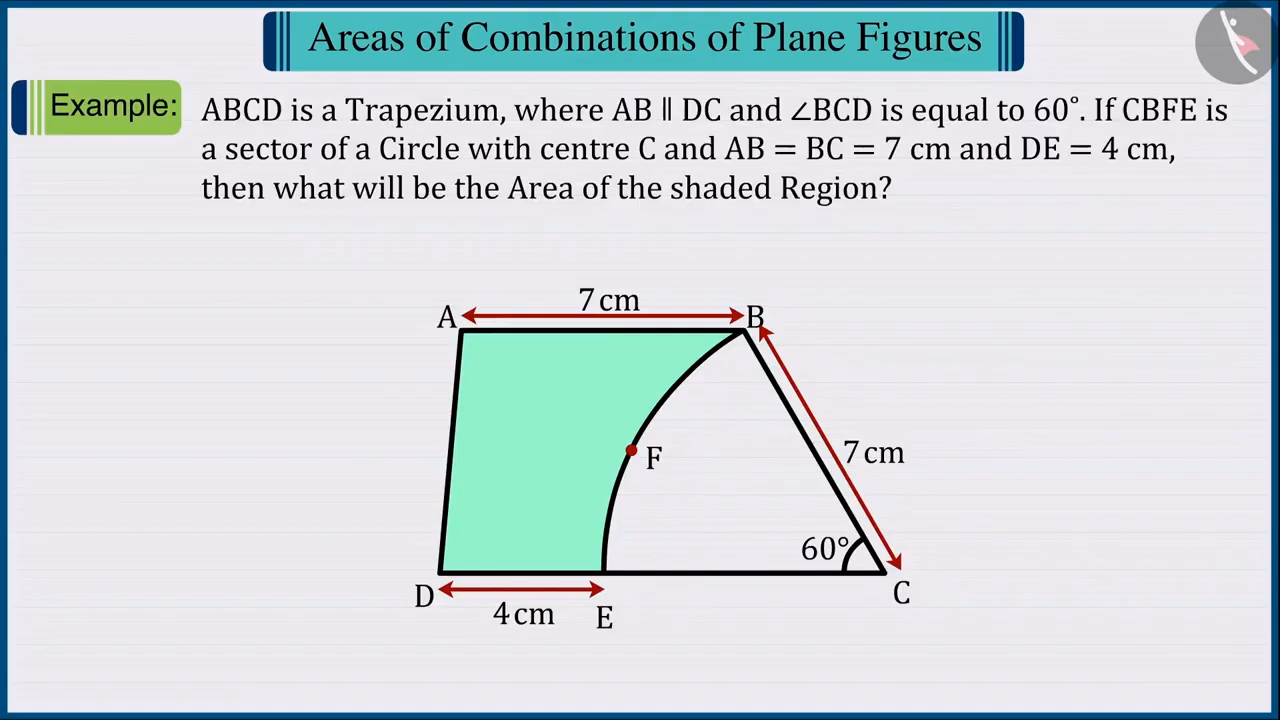 Areas of Combinations of Plane Figures
Example:
ABCD is a Trapezium, where AB ∥ DC and ∠BCD is equal to 60°. If CBFE is
a sector of a Circle with centre C and AB = BC = 7 cm and DE = 4 cm,
then what will be the Area of the shaded Region?
7 cm
A
B
F
7 cm
60°
D
C
4 cm
E